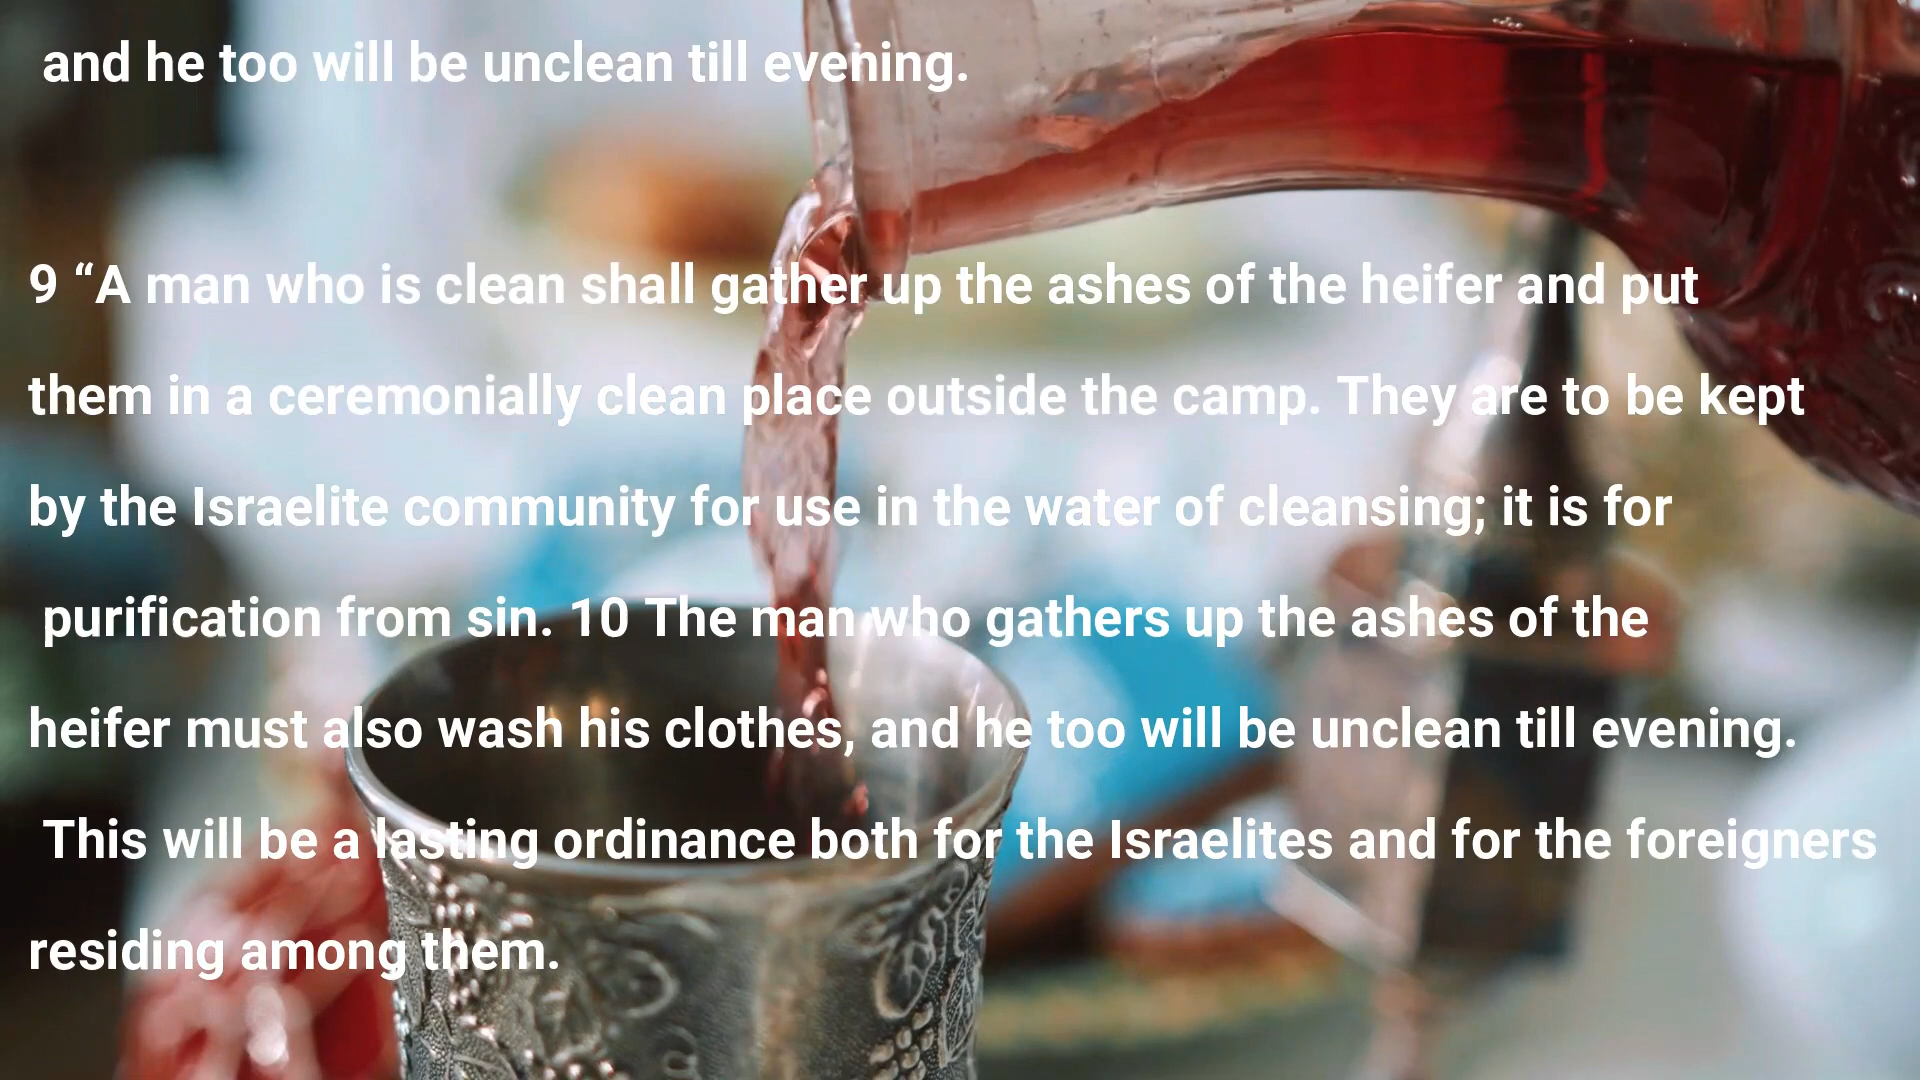 and he too will be unclean till evening.
9 “A man who is clean shall gather up the ashes of the heifer and put
them in a ceremonially clean place outside the camp. They are to be kept
by the Israelite community for use in the water of cleansing; it is for
purification from sin. 10 The man who gathers up the ashes of the
heifer must also wash his clothes, and he too will be unclean till evening.
This will be a lasting ordinance both for the Israelites and for the foreigners
residing among them.